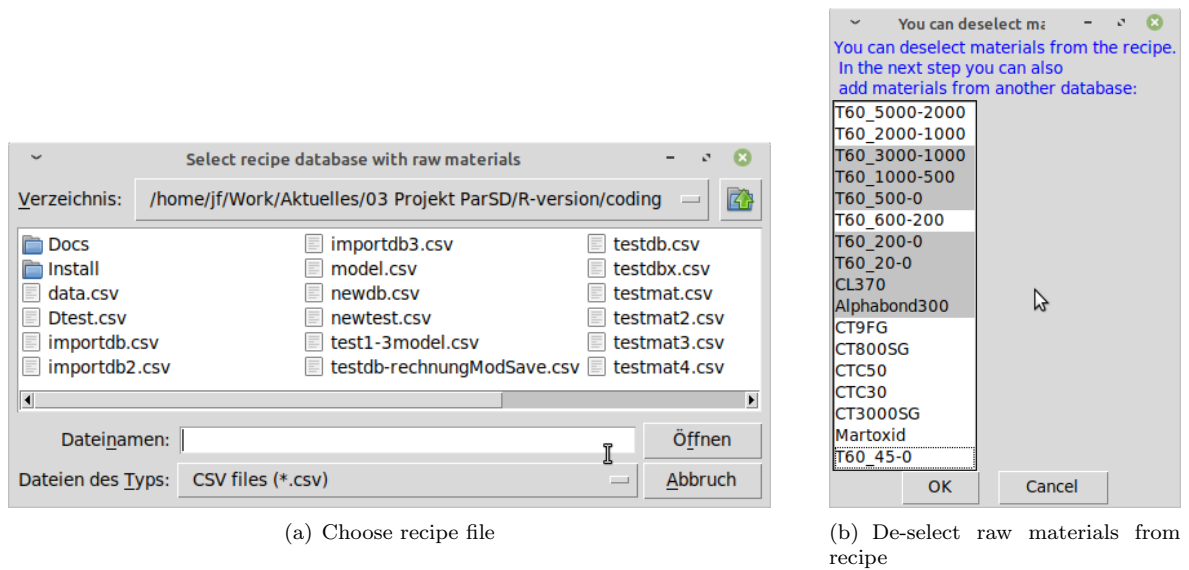 Select recipe database with raw materials
Verzeichnis: /home/jf/Work/Aktuelles/03 Projekt ParSD/R-version/coding
Docs importdb3.csv testdb.csv
Install model.csv testdbx.csv
data.csv newdb.csv testmat.csv
Dtest.csv newtest.csv testmat2.csv
importdb.csv test1-3model.csv testmat3.csv
importdb2.csv testdb-rechnungModSave.csv testmat4.csv
Dateinamen: Öffnen
Dateien des Typs: CSV files (*.csv) Abbruch
(a) Choose recipe file
You can deselect ma
You can deselect materials from the recipe.
In the next step you can also
add materials from another database:
T60_5000-2000
T60_2000-1000
T60_3000-1000
T60_1000-500
T60_500-0
T60_600-200
T60_200-0
T60_20-0
CL370
Alphabond300
CT9FG
CT800SG
CTC50
CTC30
CT3000SG
Martoxid
T60_45-0
OK Cancel
(b) De-select raw materials from
recipe